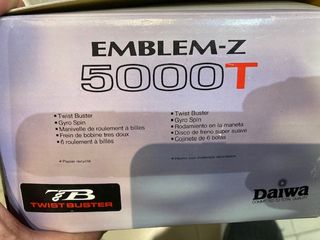 EMBLEM-Z
5000T
• Twist Buster
• Gyro Spin
• Manivelle de roulement à billes
• Frein de bobine tres doux
• 6 roulement à billes
• Papier recyclé
• Twist Buster
• Gyro Spin
• Rodamiento en la maneta
• Disco de freno super suave
• Cojinete de 6 bolas
TB
TWIST BUSTER
Daiwa